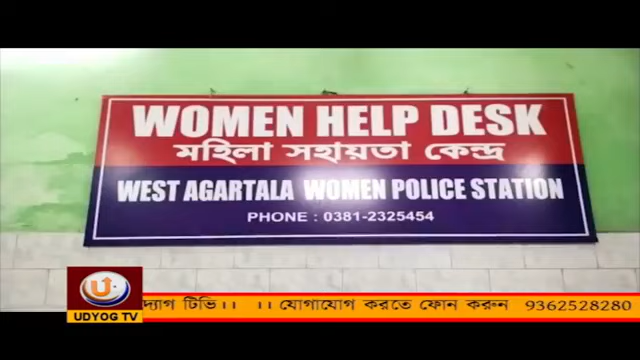 WOMEN HELP DESK
মহিলা সহায়তা কেন্দ্র
WEST AGARTALA WOMEN POLICE STATION
PHONE : 0381-2325454
UDYOG TV
টিভি ।। ।। যোগাযোগ করতে ফোন করুন 9362528280